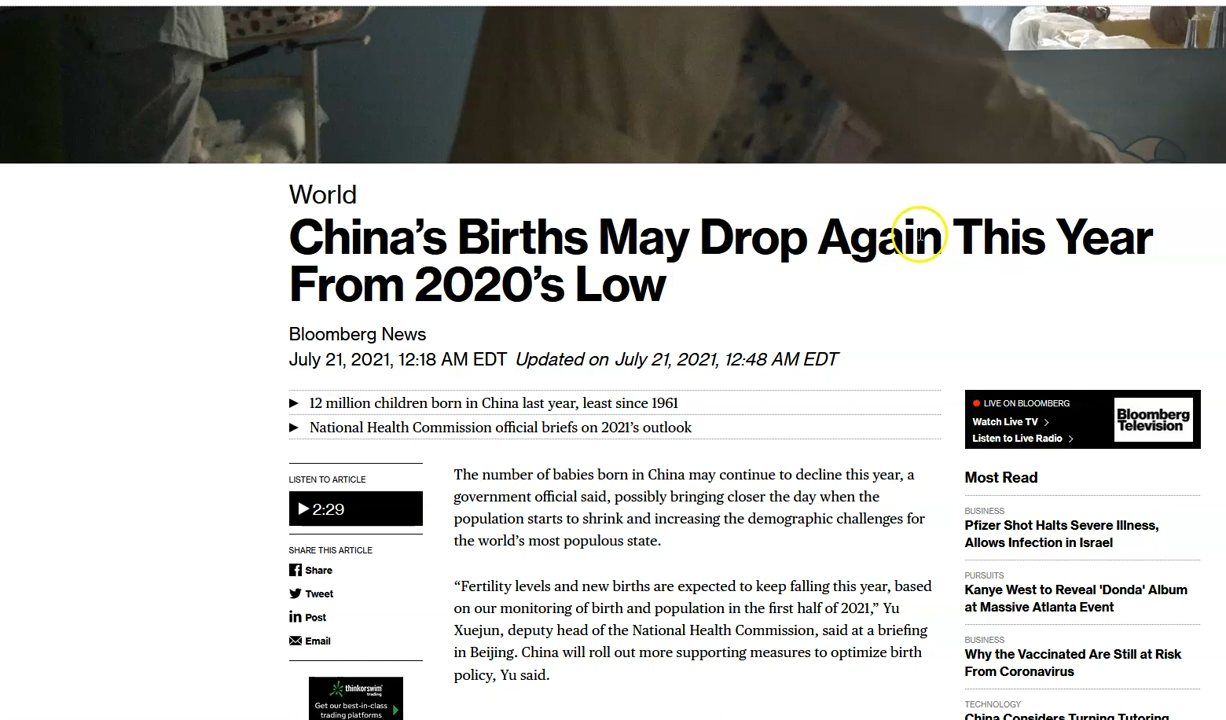 World
China's Births May Drop Again This Year
From 2020's Low
Bloomberg News
July 21, 2021, 12:18 AM EDT Updated on July 21, 2021, 12:48 AM EDT
▶ 12 million children born in China last year, least since 1961
▶ National Health Commission official briefs on 2021's outlook
LISTEN TO ARTICLE
2:29
SHARE THIS ARTICLE
Share
Tweet
Post
Email
thinkorswim
trading
Get our best-in-class
trading platforms
The number of babies born in China may continue to decline this year, a
government official said, possibly bringing closer the day when the
population starts to shrink and increasing the demographic challenges for
the world's most populous state.
“Fertility levels and new births are expected to keep falling this year, based
on our monitoring of birth and population in the first half of 2021,” Yu
Xuejun, deputy head of the National Health Commission, said at a briefing
in Beijing. China will roll out more supporting measures to optimize birth
policy, Yu said.
LIVE ON BLOOMBERG
Watch Live TV >
Listen to Live Radio >
Bloomberg
Television
Most Read
BUSINESS
Pfizer Shot Halts Severe Illness,
Allows Infection in Israel
PURSUITS
Kanye West to Reveal 'Donda' Album
at Massive Atlanta Event
BUSINESS
Why the Vaccinated Are Still at Risk
From Coronavirus
TECHNOLOGY
China Considers Turning Tutoring